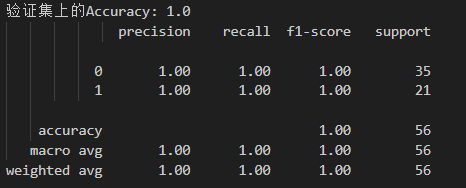 验证集上的Accuracy: 1.0
precision recall f1-score support
0 1.00 1.00 1.00 35
1 1.00 1.00 1.00 21
accuracy 1.00 56
macro avg 1.00 1.00 1.00 56
weighted avg 1.00 1.00 1.00 56